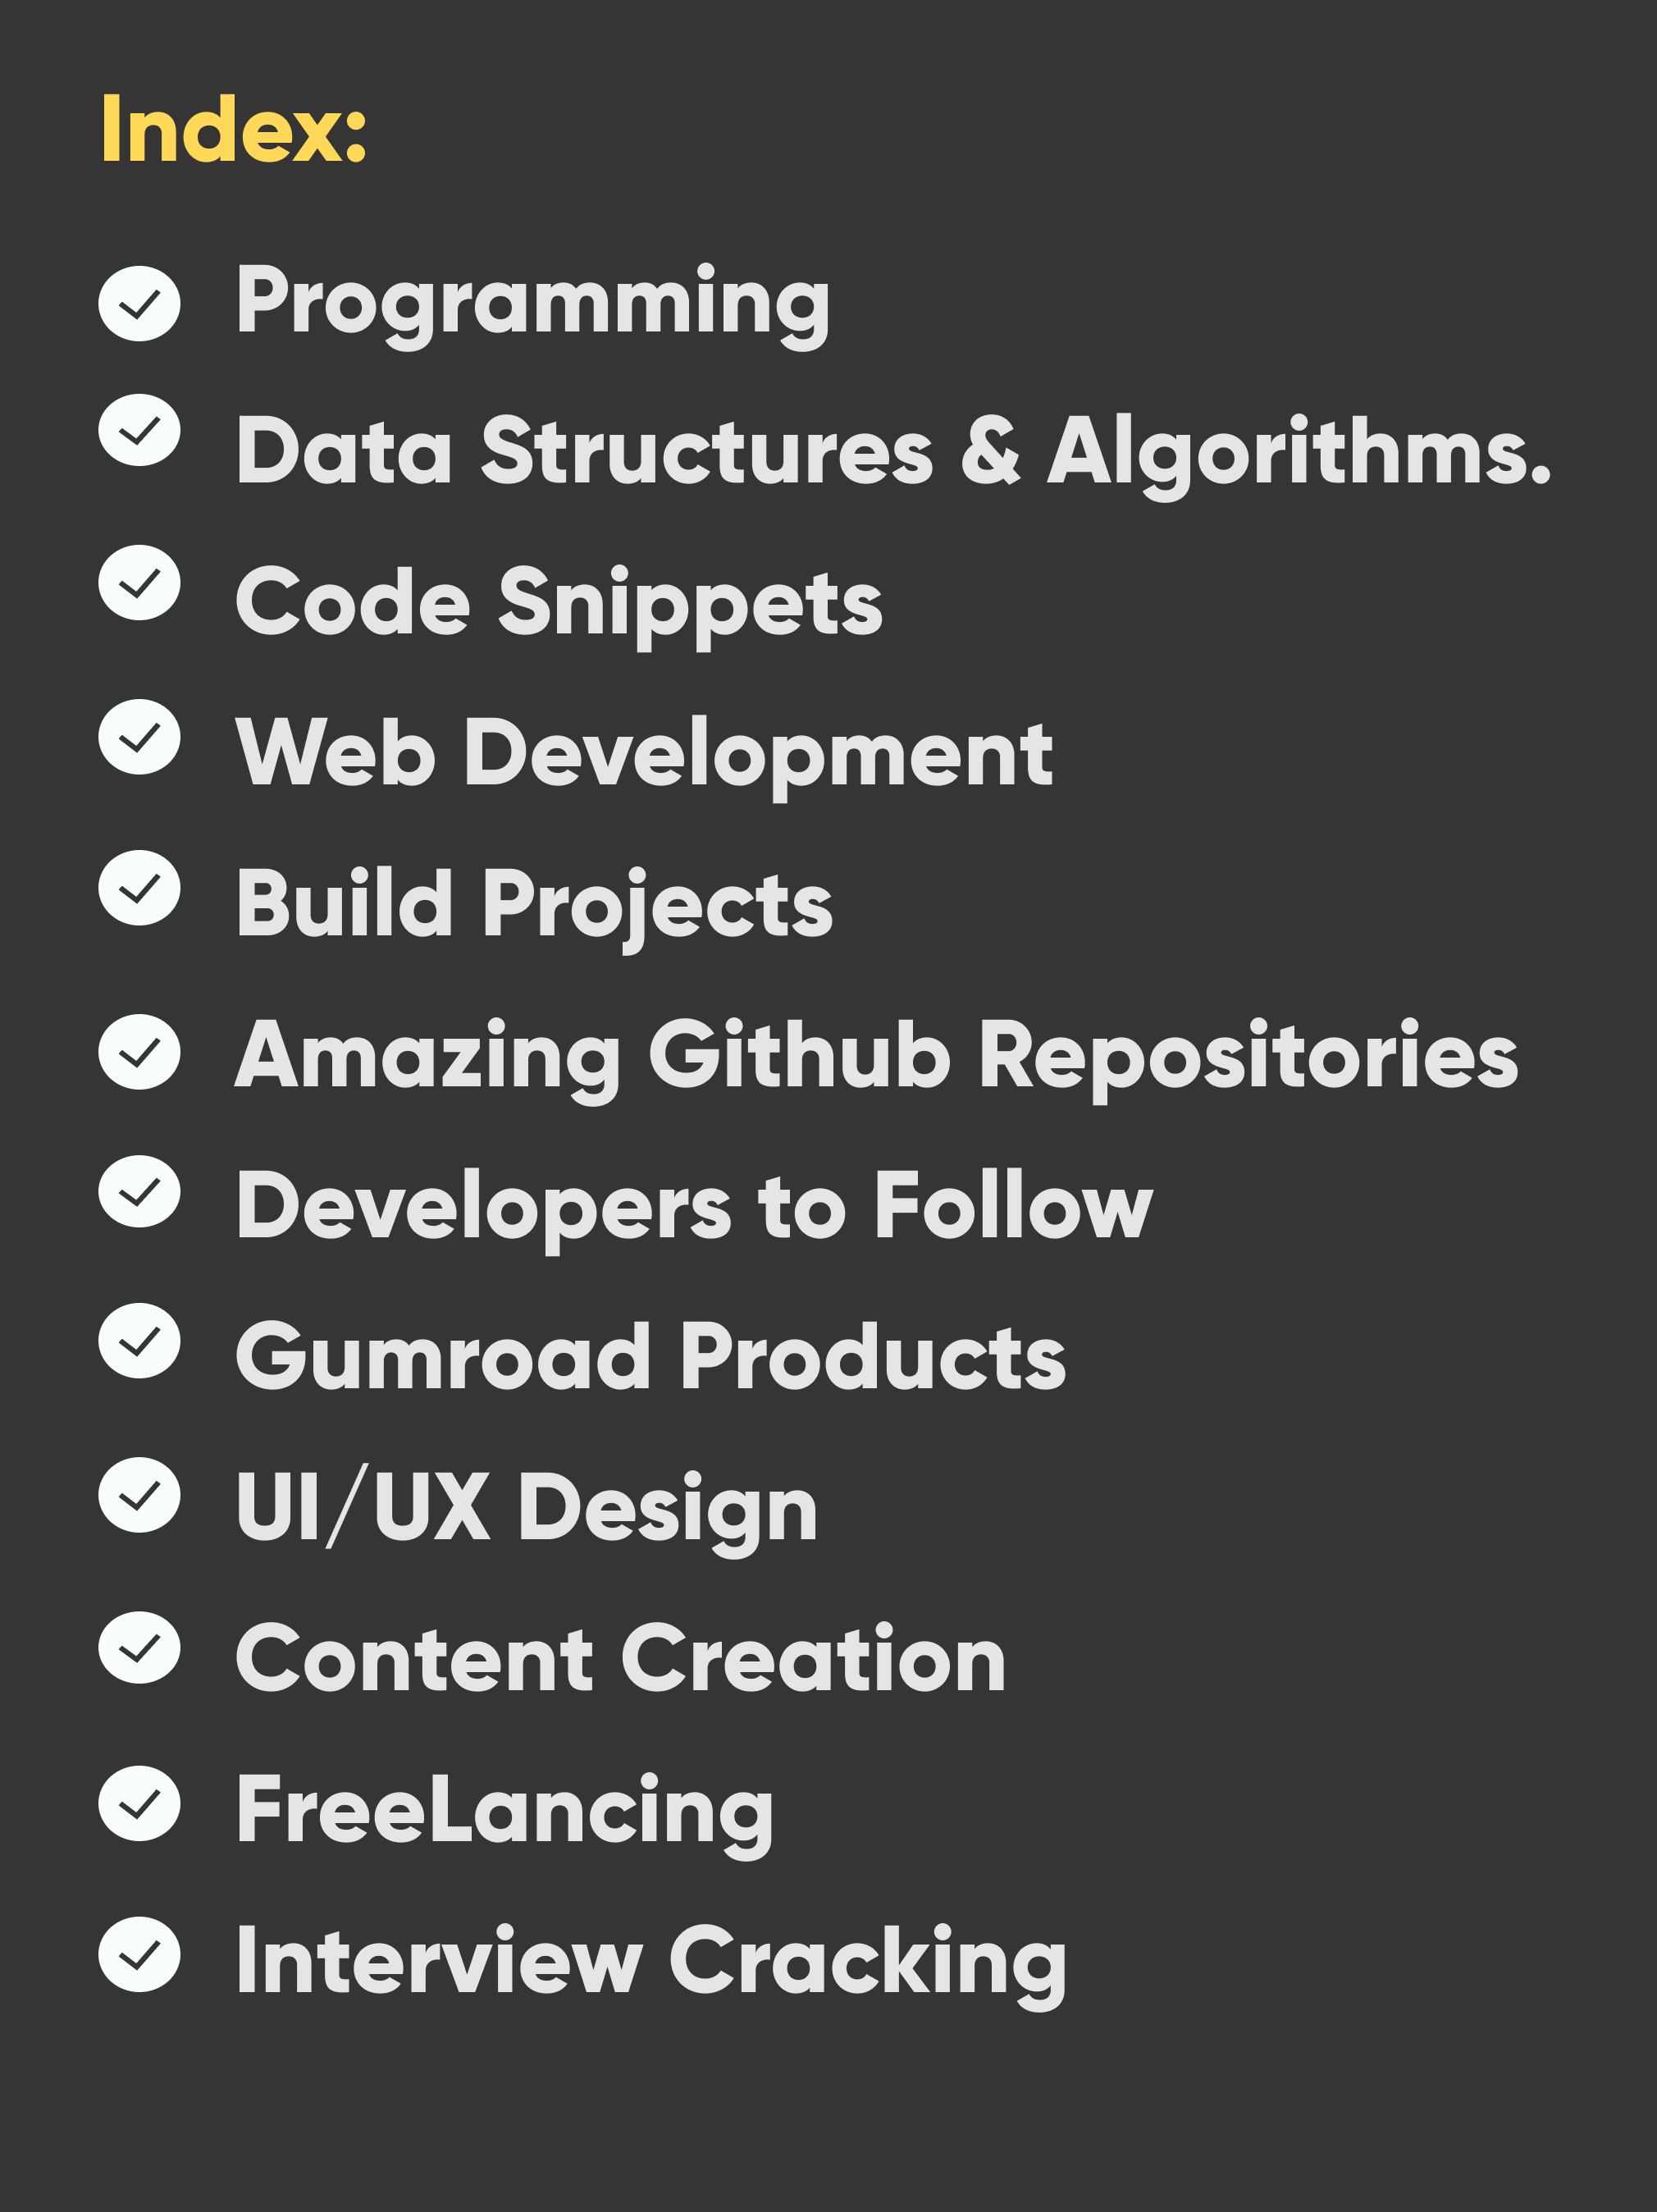 Index:
Programming
Data Structures & Algorithms.
Code Snippets
Web Development
Build Projects
Amazing Github Repositories
Developers to Follow
Gumroad Products
UI/UX Design
Content Creation
FreeLancing
Interview Cracking